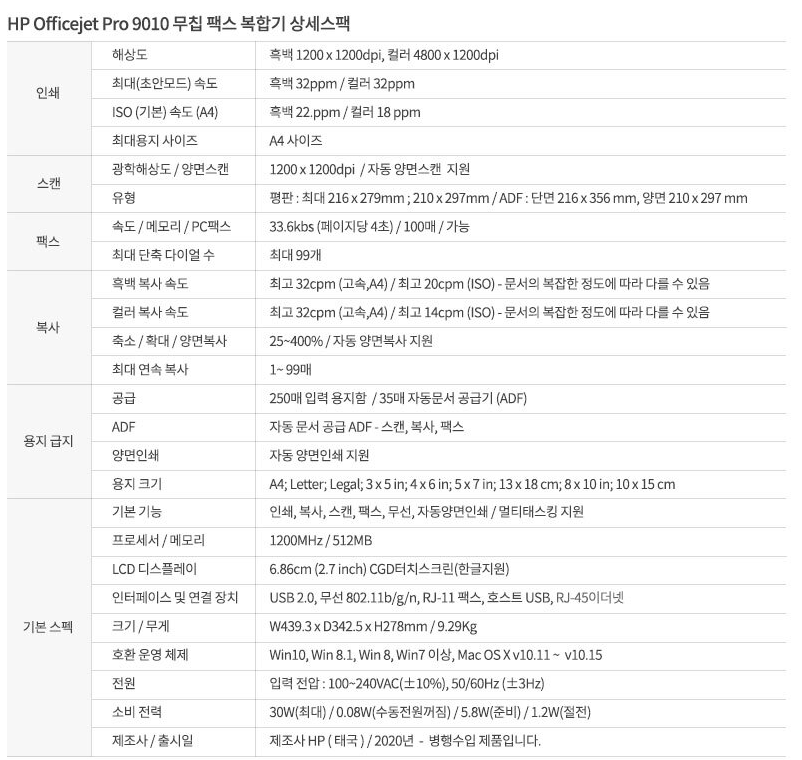 HP Officejet Pro 9010 무칩 팩스 복합기 상세스팩
인쇄
해상도 흑백 1200 x 1200dpi, 컬러 4800 x 1200dpi
최대(초안모드) 속도 흑백 32ppm / 컬러 32ppm
ISO (기본) 속도 (A4) 흑백 22.ppm / 컬러 18 ppm
최대용지 사이즈 A4 사이즈
스캔
광학해상도 / 양면스캔 1200 x 1200dpi / 자동 양면스캔 지원
유형 평판 : 최대 216 x 279mm ; 210 x 297mm / ADF : 단면 216 x 356 mm, 양면 210 x 297 mm
팩스
속도 / 메모리 / PC팩스 33.6kbs (페이지당 4초) / 100매 / 가능
최대 단축 다이얼 수 최대 99개
복사
흑백 복사 속도 최고 32cpm (고속,A4) / 최고 20cpm (ISO) - 문서의 복잡한 정도에 따라 다를 수 있음
컬러 복사 속도 최고 32cpm (고속,A4) / 최고 14cpm (ISO) - 문서의 복잡한 정도에 따라 다를 수 있음
축소 / 확대 / 양면복사 25~400% / 자동 양면복사 지원
최대 연속 복사 1~ 99매
용지 급지
공급 250매 입력 용지함 / 35매 자동문서 공급기 (ADF)
ADF 자동 문서 공급 ADF - 스캔, 복사, 팩스
양면인쇄 자동 양면인쇄 지원
용지 크기 A4; Letter; Legal; 3 x 5 in; 4 x 6 in; 5 x 7 in; 13 x 18 cm; 8 x 10 in; 10 x 15 cm
기본 스펙
기본 기능 인쇄, 복사, 스캔, 팩스, 무선, 자동양면인쇄 / 멀티태스킹 지원
프로세서 / 메모리 1200MHz / 512MB
LCD 디스플레이 6.86cm (2.7 inch) CGD터치스크린(한글지원)
인터페이스 및 연결 장치 USB 2.0, 무선 802.11b/g/n, RJ-11 팩스, 호스트 USB, RJ-45이더넷
크기 / 무게 W439.3 x D342.5 x H278mm / 9.29Kg
호환 운영 체제 Win10, Win 8.1, Win 8, Win7 이상, Mac OS X v10.11 ~ v10.15
전원 입력 전압 : 100~240VAC(±10%), 50/60Hz (±3Hz)
소비 전력 30W(최대) / 0.08W(수동전원꺼짐) / 5.8W(준비) / 1.2W(절전)
제조사 / 출시일 제조사 HP ( 태국 ) / 2020년 - 병행수입 제품입니다.